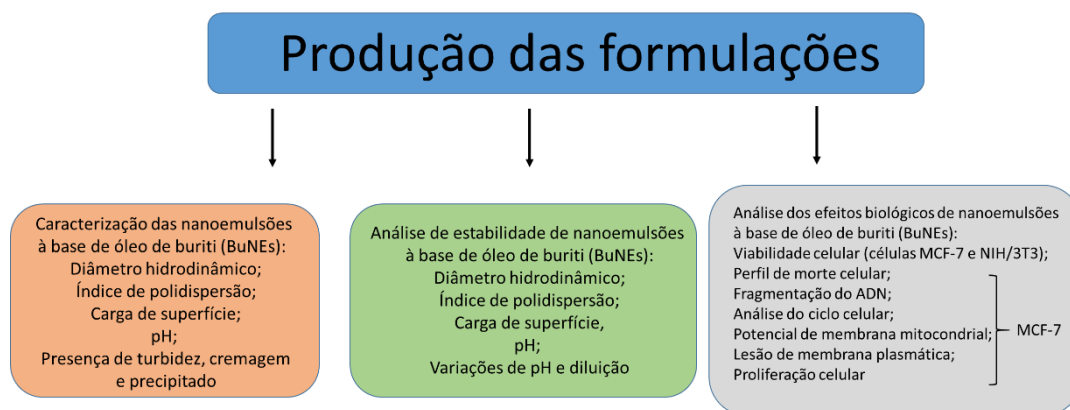 Produção das formulações
Caracterização das nanoemulsões
à base de óleo de buriti (BuNEs):
Diâmetro hidrodinâmico;
Índice de polidispersão;
Carga de superfície;
pH;
Presença de turbidez, cremagem
e precipitado
Análise de estabilidade de nanoemulsões
à base de óleo de buriti (BuNEs):
Diâmetro hidrodinâmico;
Índice de polidispersão;
Carga de superfície,
pH;
Variações de pH e diluição
Análise dos efeitos biológicos de nanoemulsões
à base de óleo de buriti (BuNEs):
Viabilidade celular (células MCF-7 e NIH/3T3);
Perfil de morte celular;
Fragmentação do ADN;
Análise do ciclo celular;
Potencial de membrana mitocondrial;
Lesão de membrana plasmática;
Proliferação celular
MCF-7